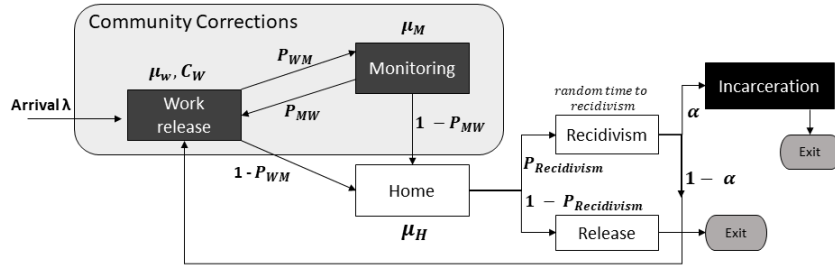 Community Corrections
μ_M
P_WM
μ_w, C_W
Monitoring
Incarceration
Arrival λ
Work
release
P_MW
random time to
recidivism
α
1 − P_MW
Recidivism
Exit
1 - P_WM
Home
P_Recidivism
1 − α
1 − P_Recidivism
μ_H
Release
Exit